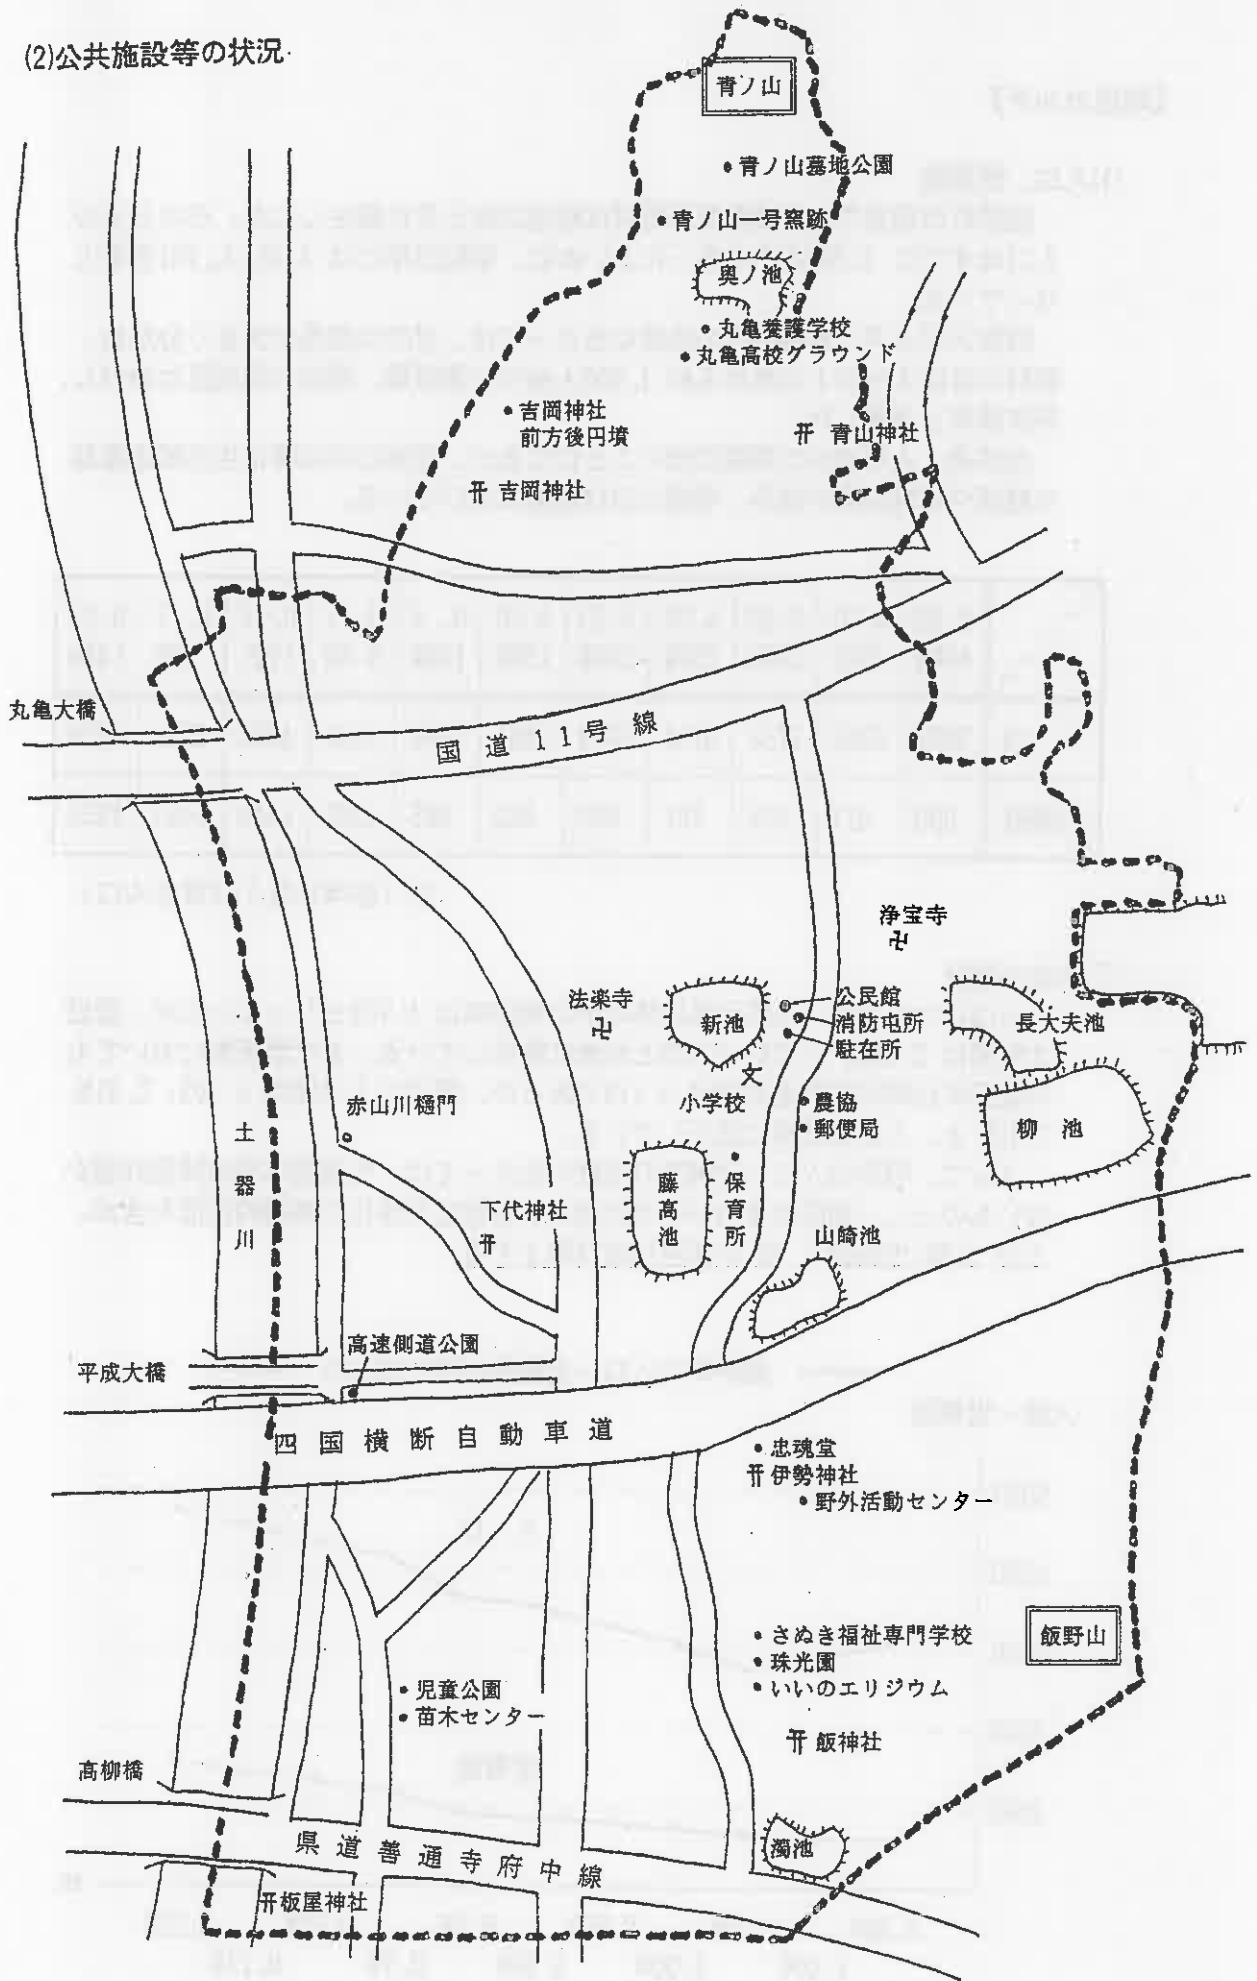 (2)公共施設等の状況
青ノ山
青ノ山墓地公園
青ノ山一号窯跡
奥ノ池
丸亀養護学校
丸亀高校グラウンド
吉岡神社
前方後円墳
青山神社
吉岡神社
丸亀大橋
国道11号線
浄宝寺
卍
法楽寺
卍
新池
公民館
消防屯所
駐在所
長大夫池
文
小学校
農協
郵便局
柳池
赤山川樋門
土器川
藤高池
保育所
下代神社
山崎池
高速側道公園
平成大橋
四国横断自動車道
忠魂堂
伊勢神社
野外活動センター
さぬき福祉専門学校
珠光園
いいのエリジウム
飯野山
児童公園
苗木センター
飯神社
高柳橋
県道善通寺府中線
濁池
板屋神社